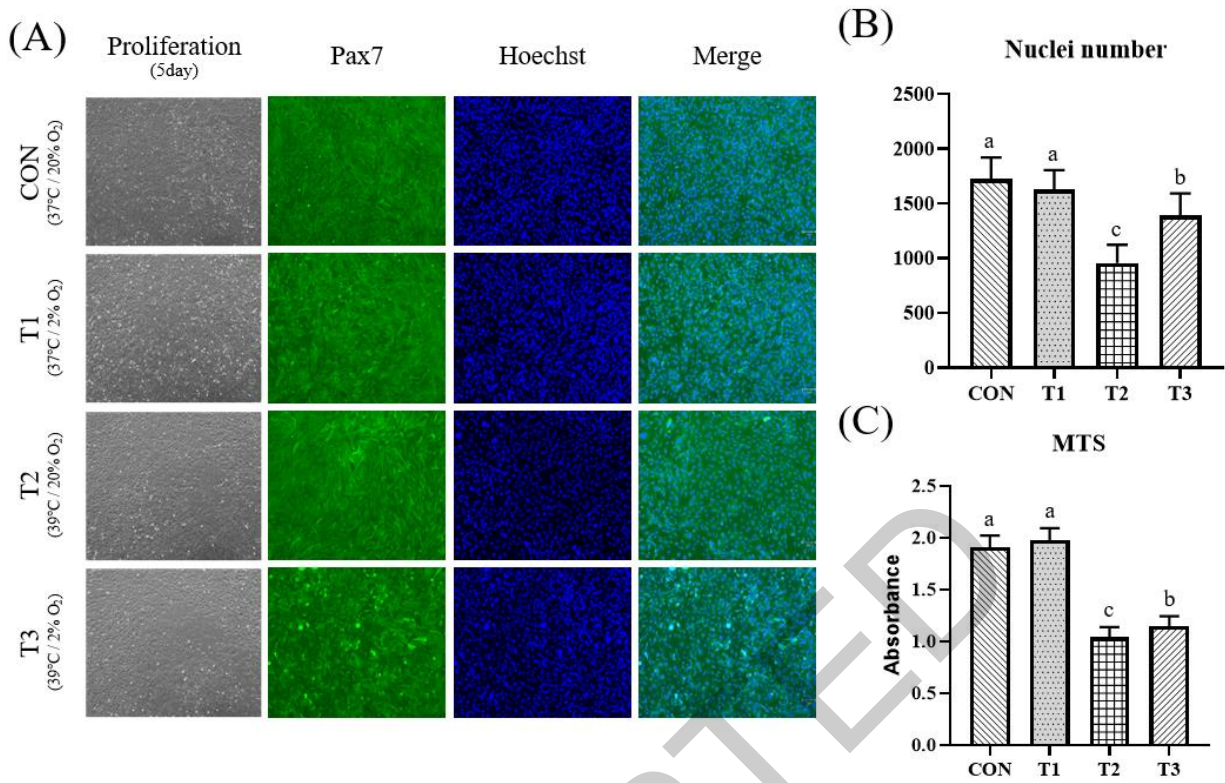 (A)
Proliferation
(5day)
Pax7
Hoechst
Merge
CON
(37°C / 20% O₂)
T1
(37°C / 2% O₂)
T2
(39°C / 20% O₂)
T3
(39°C / 2% O₂)
(B)
Nuclei number
2500
2000
1500
1000
500
0
a
a
c
b
CON T1 T2 T3
(C)
MTS
Absorbance
2.5
2.0
1.5
1.0
0.5
0.0
a
a
c
b
CON T1 T2 T3